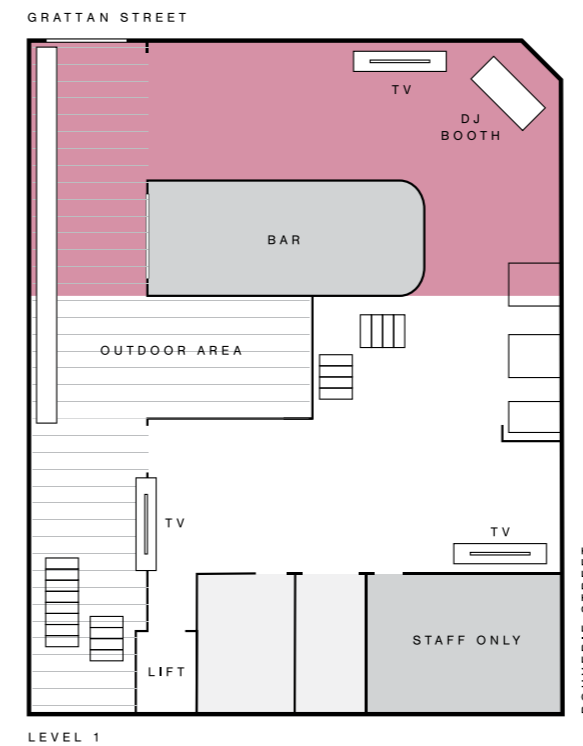 GRATTAN STREET
TV
DJ
BOOTH
BAR
OUTDOOR AREA
TV
TV
STAFF ONLY
LIFT
LEVEL 1